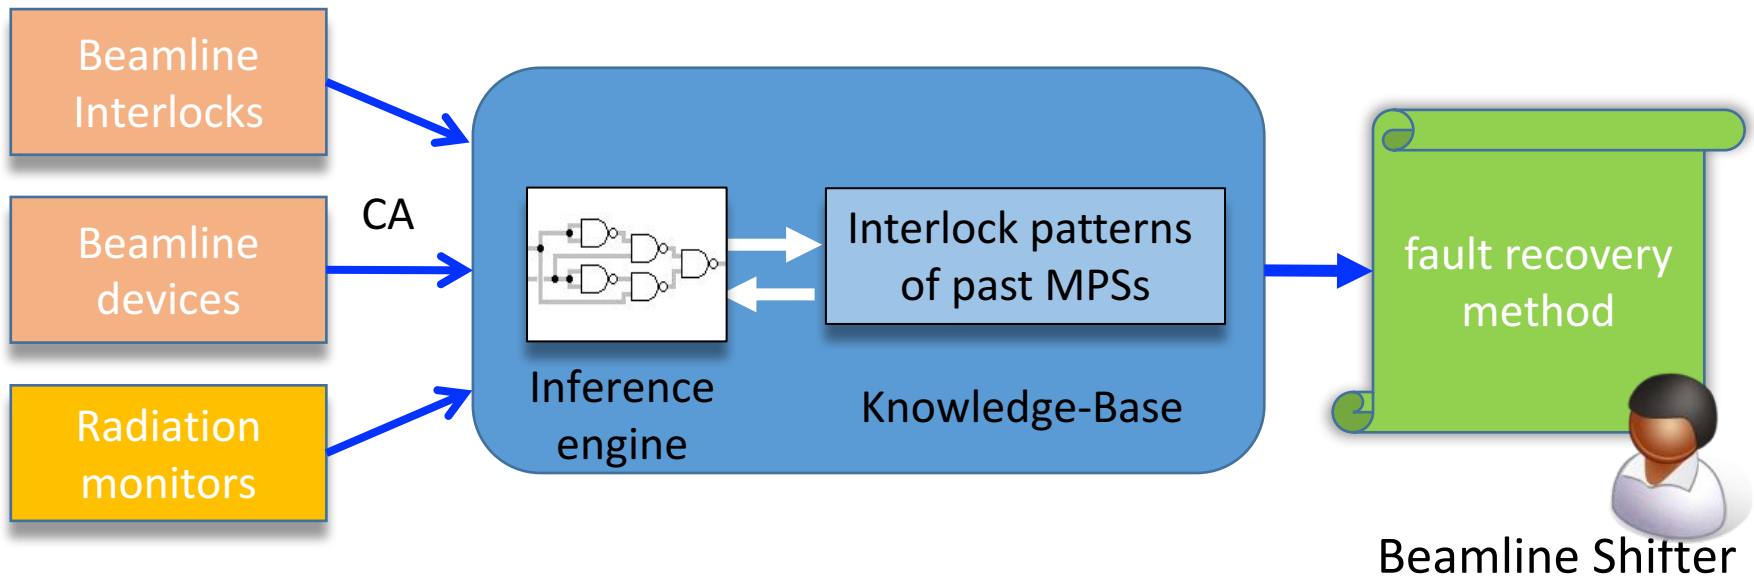 Beamline
Interlocks
CA
Beamline
devices
Radiation
monitors
Inference
engine
Interlock patterns
of past MPSs
Knowledge-Base
fault recovery
method
Beamline Shifter